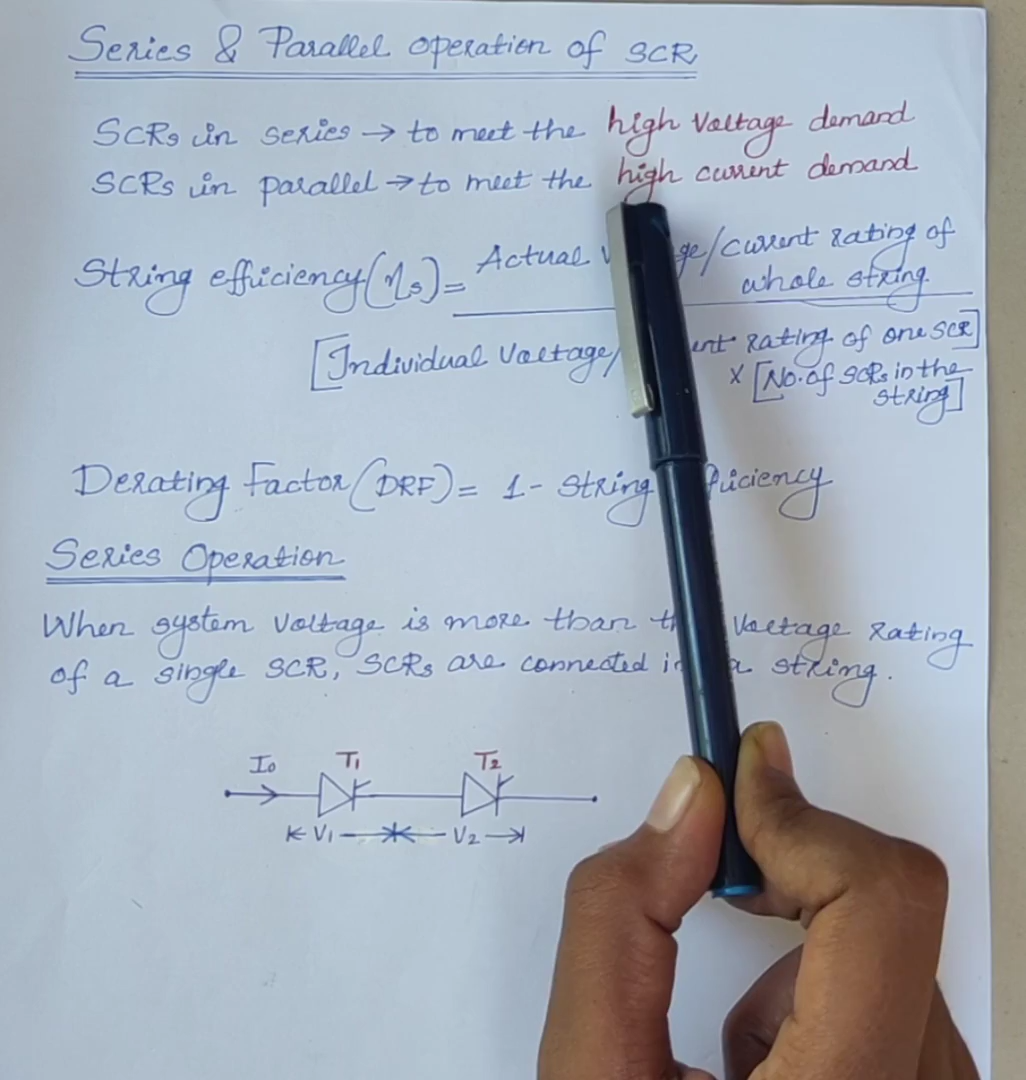 Series & Parallel operation of SCR
SCRs in series → to meet the high Voltage demand
SCRs in parallel → to meet the high current demand
String efficiency (ηs) = Actual /current rating of
whole string.
[Individual Voltage/ rating of one SCR]
x [No. of SCRs in the
string]
Derating Factor (DRF) = 1 - String
Series Operation
When system Voltage is more than Voltage rating
of a single SCR, SCRs are connected a string.
I0 T1 T2
V1 V2